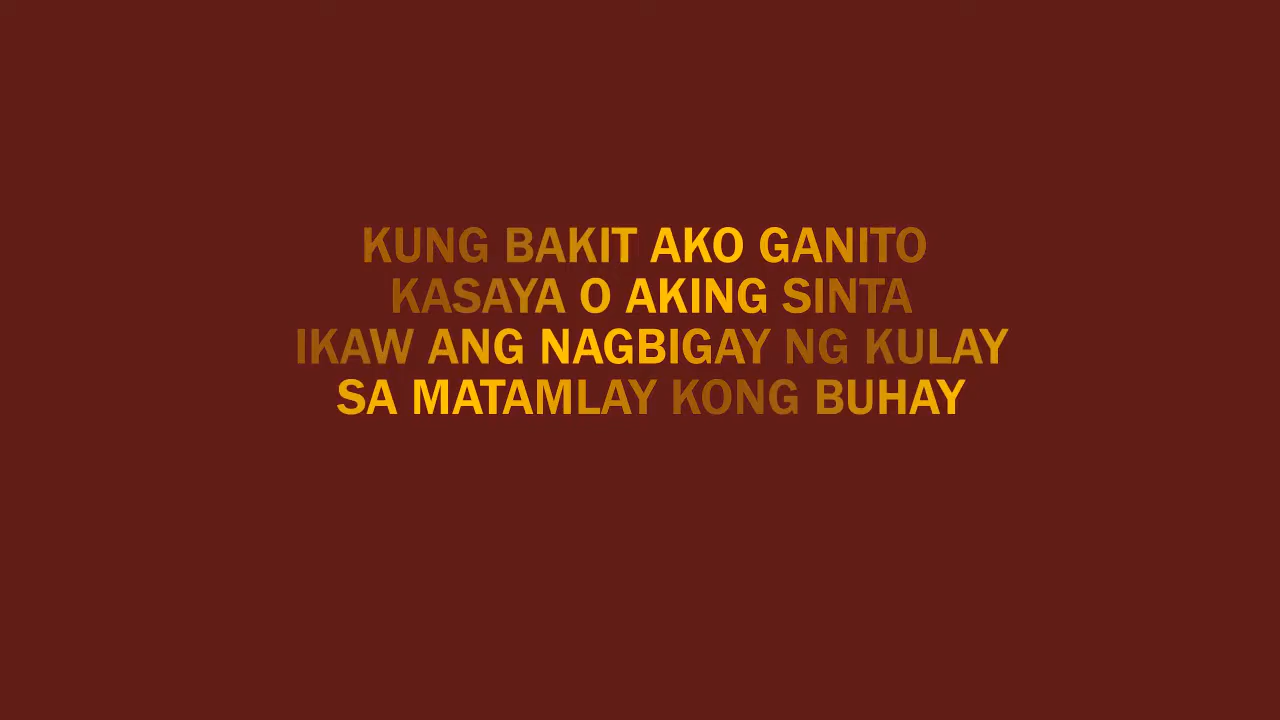 KUNG BAKIT AKO GANITO
KASAYA O AKING SINTA
IKAW ANG NAGBIGAY NG KULAY
SA MATAMLAY KONG BUHAY